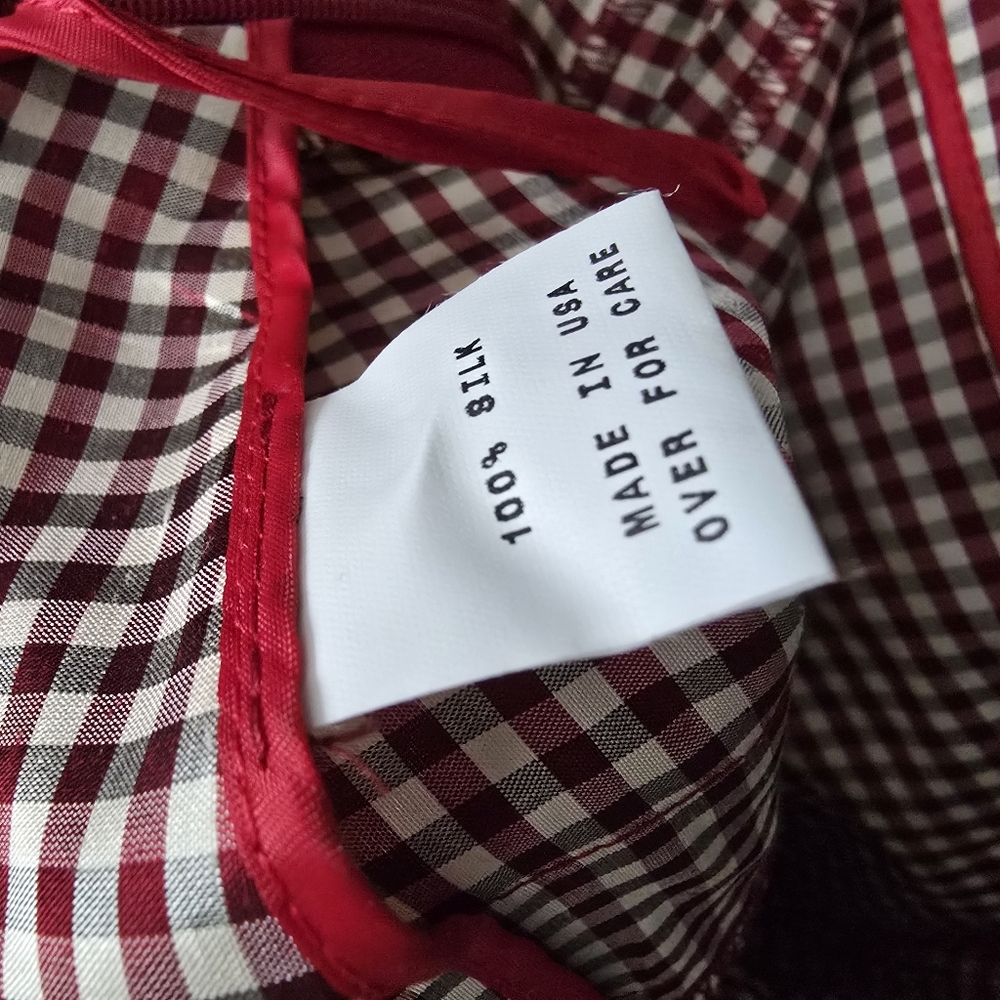 100% SILK
MADE IN USA
OVER FOR CARE